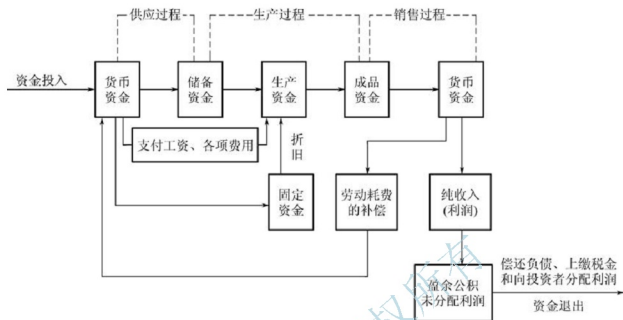 供应过程
生产过程
销售过程
资金投入
货币
资金
储备
资金
生产
资金
成品
资金
货币
资金
支付工资、各项费用
折
旧
固定
资金
劳动耗费
的补偿
纯收入
(利润)
盈余公积
未分配利润
偿还负债、上缴税金
和向投资者分配利润
资金退出
权所有